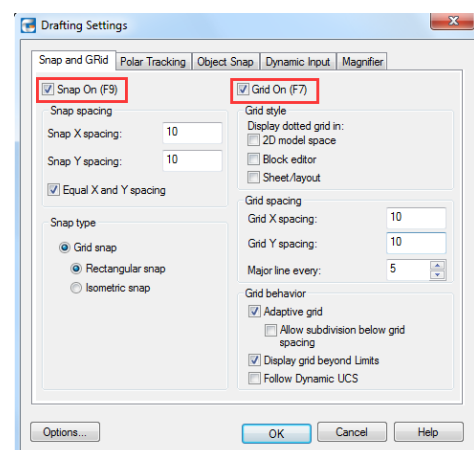 Drafting Settings
Snap and GRid Polar Tracking Object Snap Dynamic Input Magnifier
Snap On (F9)
Snap spacing
Snap X spacing: 10
Snap Y spacing: 10
Equal X and Y spacing
Snap type
Grid snap
Rectangular snap
Isometric snap
Grid On (F7)
Grid style
Display dotted grid in:
2D model space
Block editor
Sheet/layout
Grid spacing
Grid X spacing: 10
Grid Y spacing: 10
Major line every: 5
Grid behavior
Adaptive grid
Allow subdivision below grid
spacing
Display grid beyond Limits
Follow Dynamic UCS
Options... OK Cancel Help